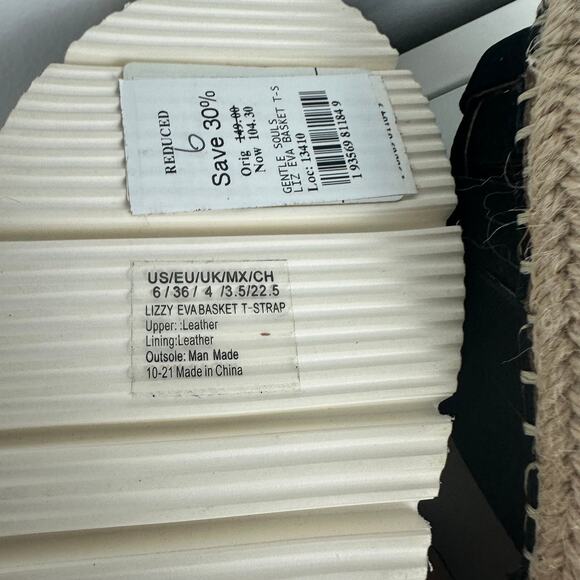 REDUCED
6
Save 30%
Orig 149.00
Now 104.30
GENTLE SOULS
LIZ EVA BASKET T-S
Loc: 13410
1 93569 81184 9
US/EU/UK/MX/CH
6 / 36 / 4 /3.5/22.5
LIZZY EVA BASKET T-STRAP
Upper: :Leather
Lining:Leather
Outsole: Man Made
10-21 Made in China